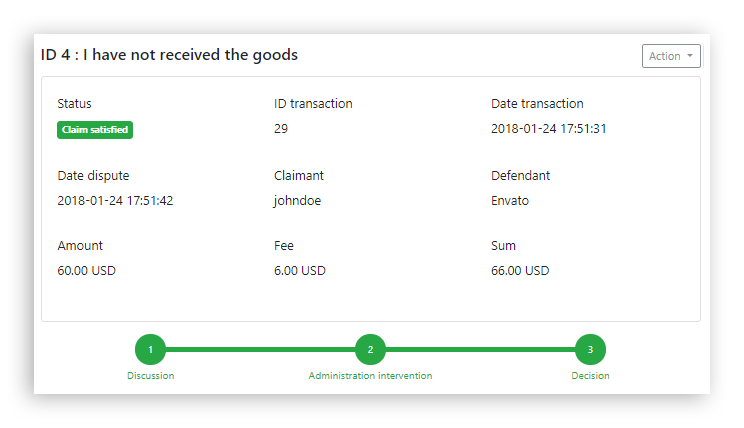 ID 4 : I have not received the goods
Action
Status
ID transaction
Date transaction
Claim satisfied
29
2018-01-24 17:51:31
Date dispute
Claimant
Defendant
2018-01-24 17:51:42
johndoe
Envato
Amount
Fee
Sum
60.00 USD
6.00 USD
66.00 USD
1
2
3
Discussion
Administration intervention
Decision